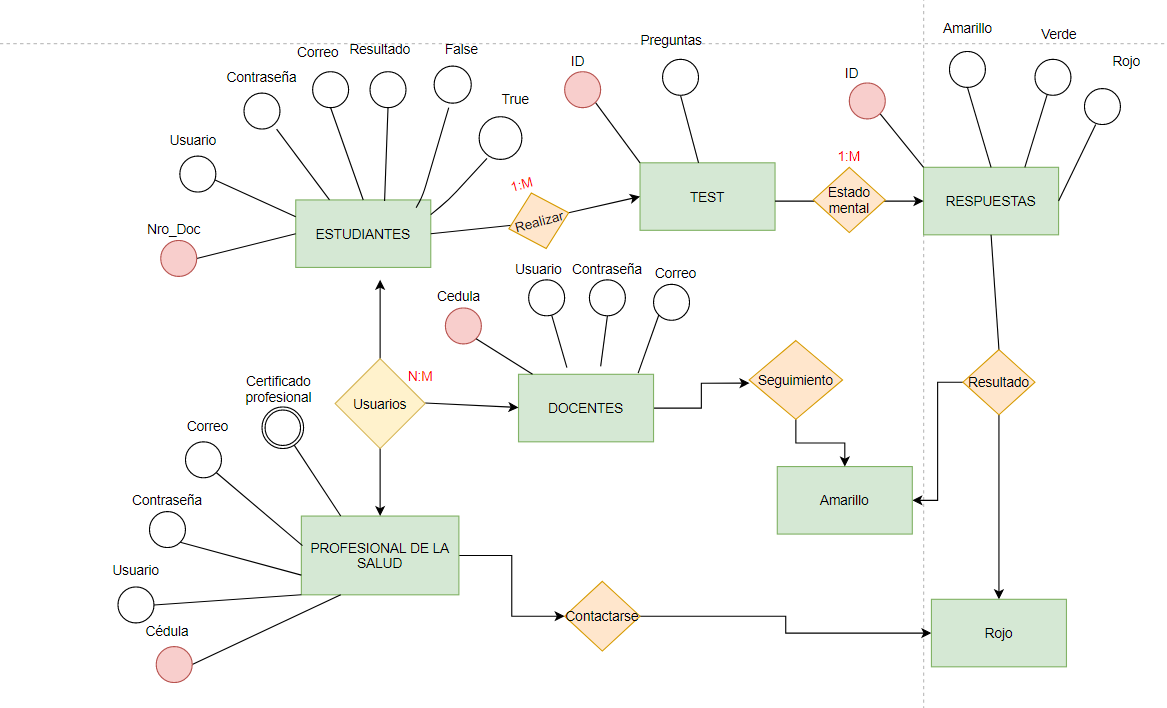 Amarillo
Verde
Rojo
Preguntas
False
Resultado
Correo
Contraseña
ID
ID
True
Usuario
1:M
1:M
TEST
Estado
mental
RESPUESTAS
Realizar
Nro_Doc
ESTUDIANTES
Usuario
Contraseña
Correo
Cedula
N:M
Certificado
profesional
Usuarios
DOCENTES
Seguimiento
Resultado
Correo
Contraseña
Amarillo
PROFESIONAL DE LA
SALUD
Usuario
Contactarse
Cédula
Rojo